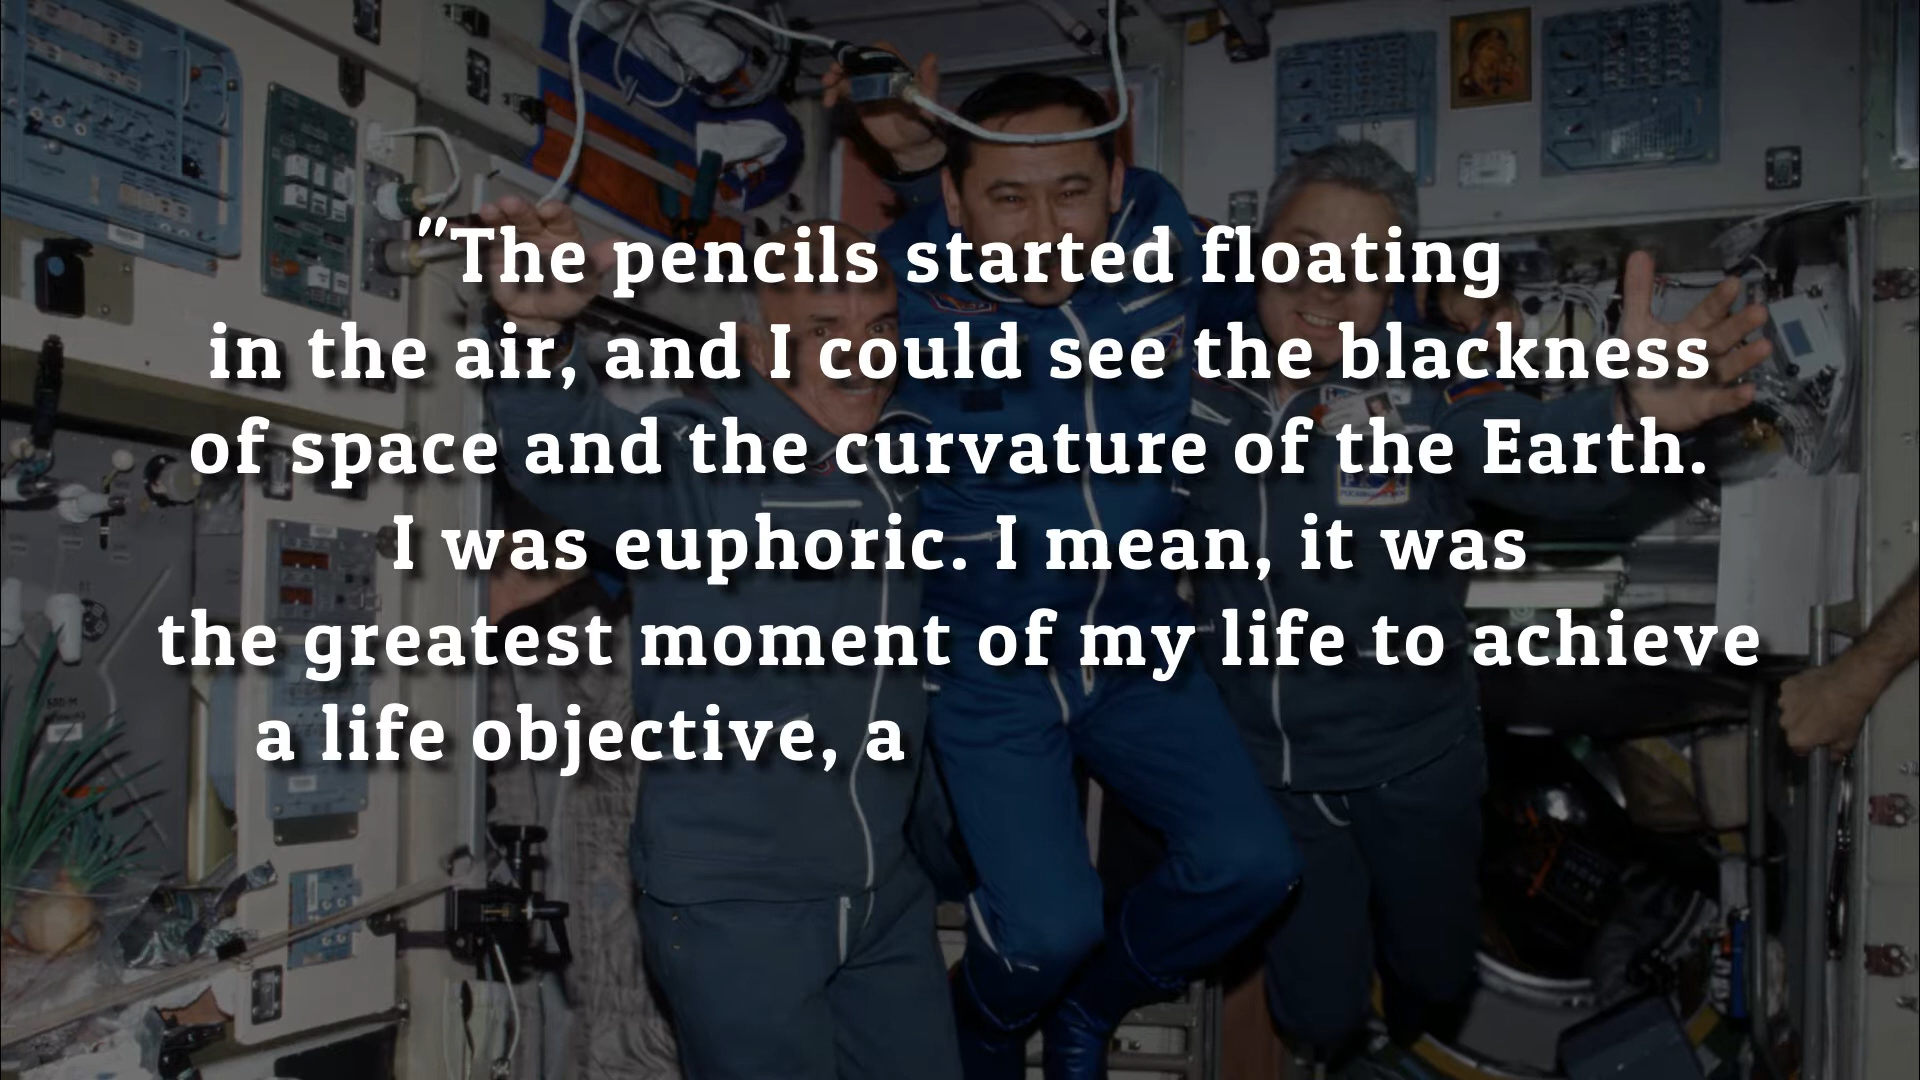 "The pencils started floating
in the air, and I could see the blackness
of space and the curvature of the Earth.
I was euphoric. I mean, it was
the greatest moment of my life to achieve
a life objective, a